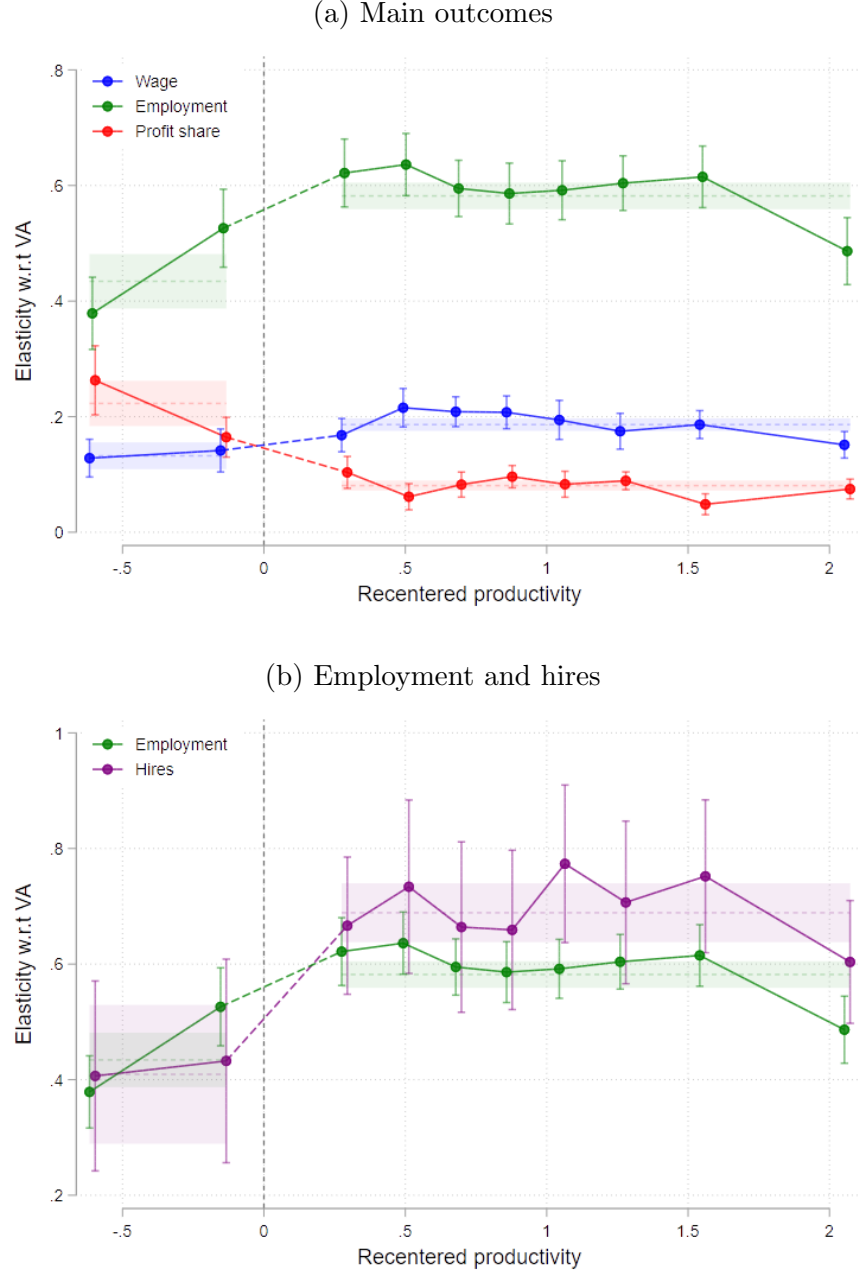 (a) Main outcomes
Wage
Employment
Profit share
Elasticity w.r.t VA
.8
.6
.4
.2
0
-.5 0 .5 1 1.5 2
Recentered productivity
(b) Employment and hires
Employment
Hires
Elasticity w.r.t VA
1
.8
.6
.4
.2
-.5 0 .5 1 1.5 2
Recentered productivity